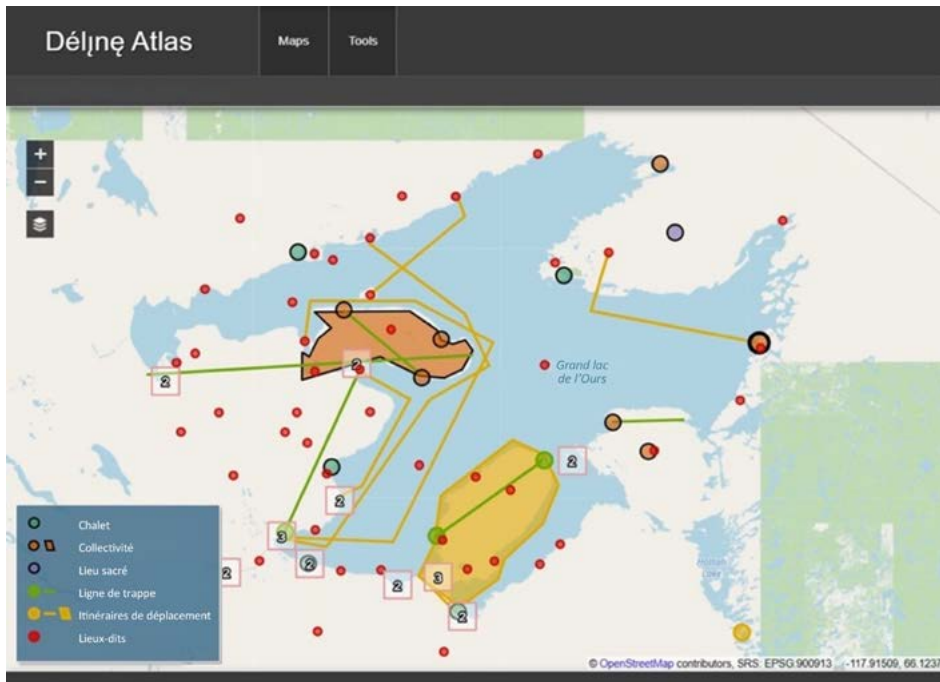 Délı̨nę Atlas
Maps
Tools
+
−
Grand lac
de l'Ours
2
2
2
2
3
2
2
2
3
2
Chalet
Collectivité
Lieu sacré
Ligne de trappe
Itinéraires de déplacement
Lieux-dits
© OpenStreetMap contributors, SRS: EPSG:900913
-117.91509, 66.1237